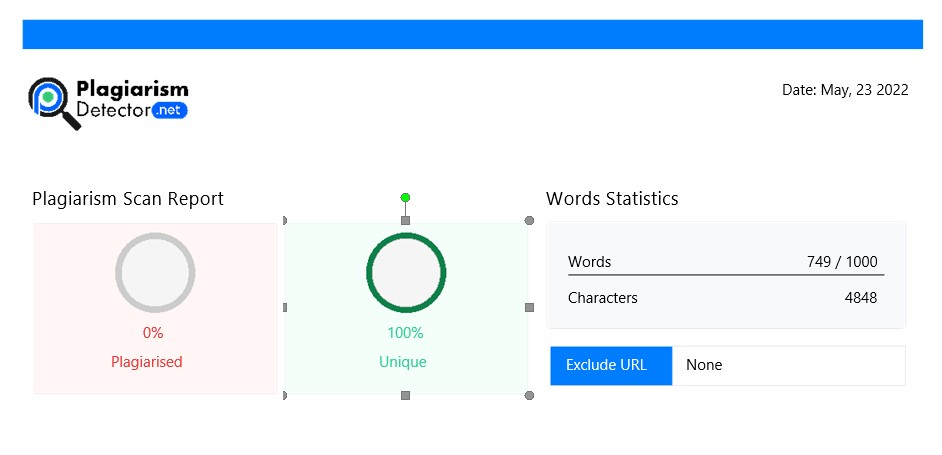 Plagiarism
Detector.net
Date: May, 23 2022
Plagiarism Scan Report
0%
Plagiarised
100%
Unique
Words Statistics
Words 749 / 1000
Characters 4848
Exclude URL None